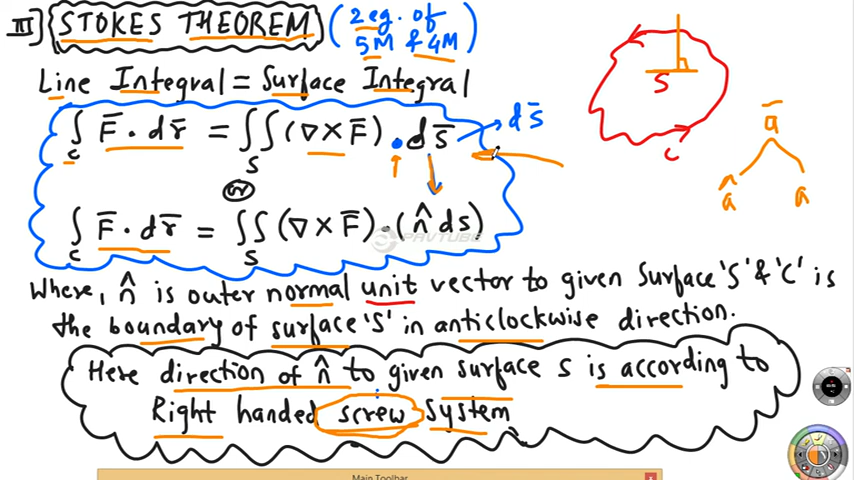 III] STOKES THEOREM (2 eg. of 5M & 4M)
Line Integral = Surface Integral
∫c F̄ · dr̄ = ∬S (∇ × F̄) · ds̄ → ds̄
or
∫c F̄ · dr̄ = ∬S (∇ × F̄) · (n̂ ds)
Where, n̂ is outer normal unit vector to given surface 'S' & 'C' is
the boundary of surface 'S' in anticlockwise direction.
Here direction of n̂ to given surface S is according to
Right handed screw System
S
C
ā
â a
PAVTUBE
Main Toolbar